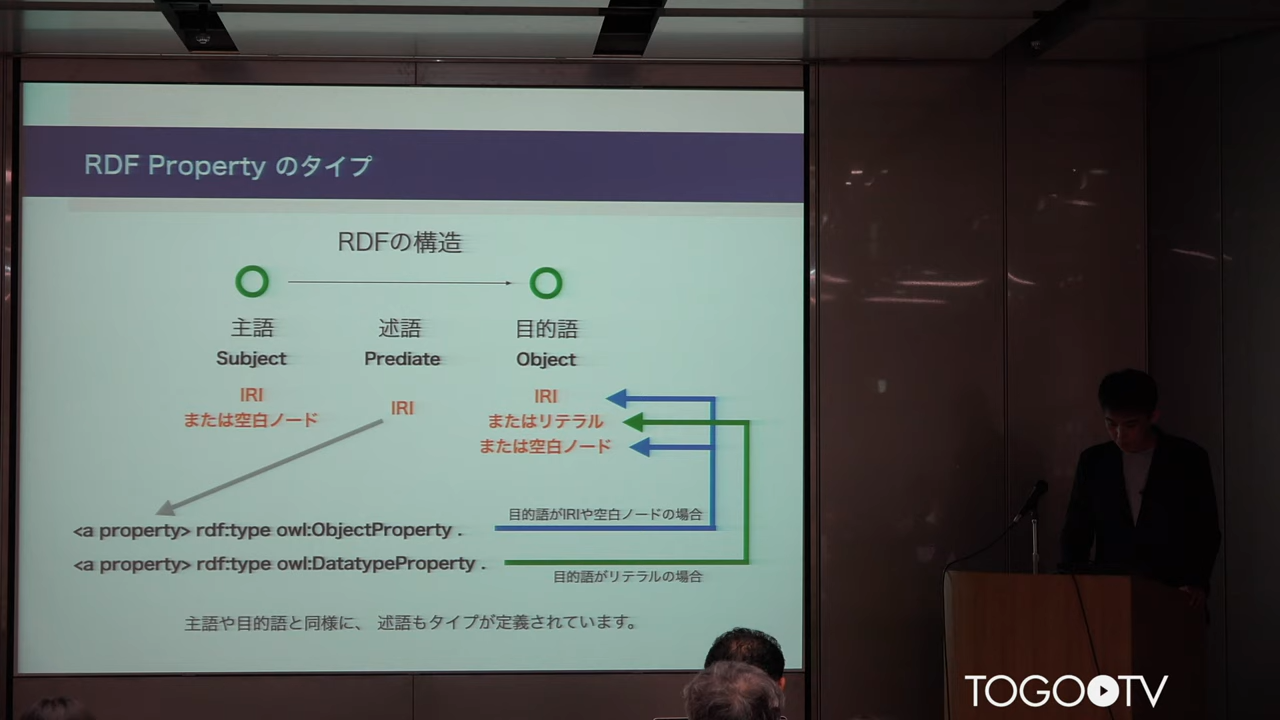 RDF Property のタイプ
RDFの構造
主語 述語 目的語
Subject Prediate Object
IRI IRI IRI
または空白ノード またはリテラル
または空白ノード
目的語がIRIや空白ノードの場合
<a property> rdf:type owl:ObjectProperty .
<a property> rdf:type owl:DatatypeProperty .
目的語がリテラルの場合
主語や目的語と同様に、 述語もタイプが定義されています。
TOGOTV